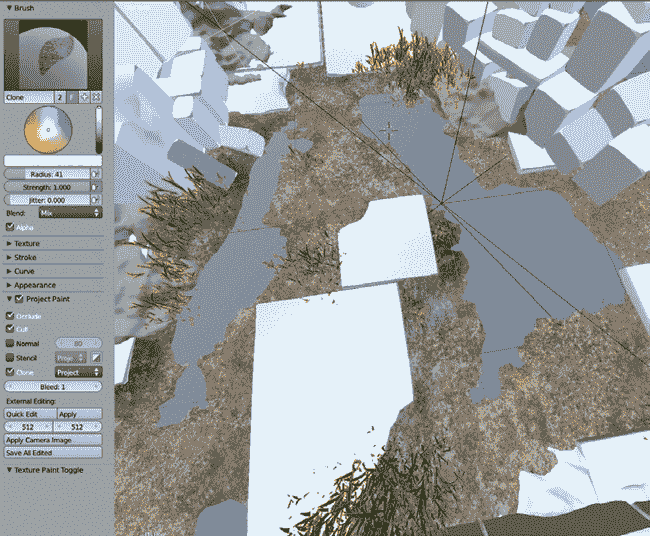 Brush
Clone 2 F
Radius: 41
Strength: 1.000
Jitter: 0.000
Blend: Mix
Alpha
Texture
Stroke
Curve
Appearance
Project Paint
Occlude
Cull
Normal 80
Stencil Proje
Clone Project
Bleed: 1
External Editing:
Quick Edit Apply
512 512
Apply Camera Image
Save All Edited
Texture Paint Toggle